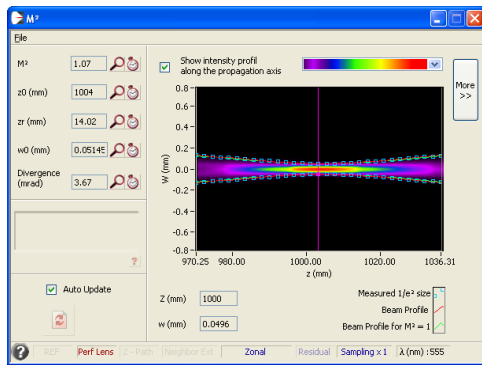 M²
File
M² 1.07
z0 (mm) 1004
zr (mm) 14.02
w0 (mm) 0.05145
Divergence
(mrad) 3.67
?
Auto Update
Show intensity profil
along the propagation axis
More
>>
W (mm)
0.8
0.6
0.4
0.2
0.0
-0.2
-0.4
-0.6
-0.8
970.25 980.00 1000.00 1020.00 1036.31
z (mm)
Z (mm) 1000
w (mm) 0.0496
Measured 1/e² size
Beam Profile
Beam Profile for M² = 1
? REF Perf Lens Z-Path Neighbor Ext Zonal Residual Sampling x 1 λ (nm) :555